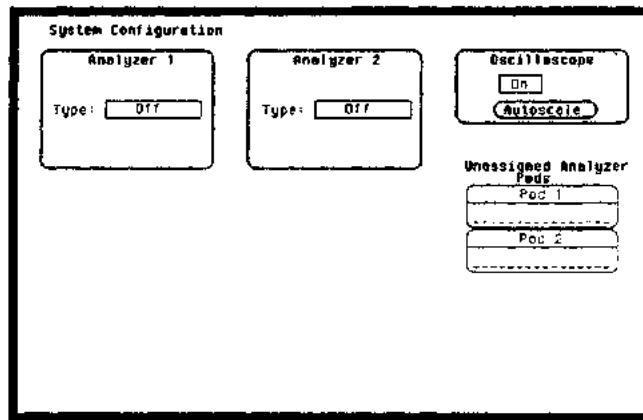 System Configuration
Analyzer 1
Type: Off
Analyzer 2
Type: Off
Oscilloscope
On
Autoscale
Unassigned Analyzer
Pods
Pod 1
Pod 2